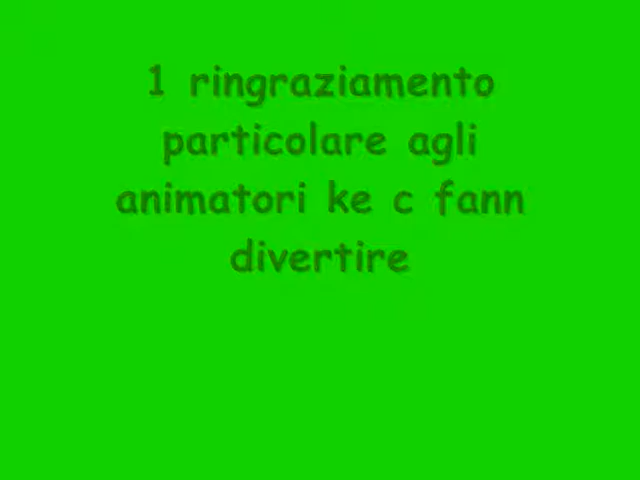 1 ringraziamento
particolare agli
animatori ke c fann
divertire